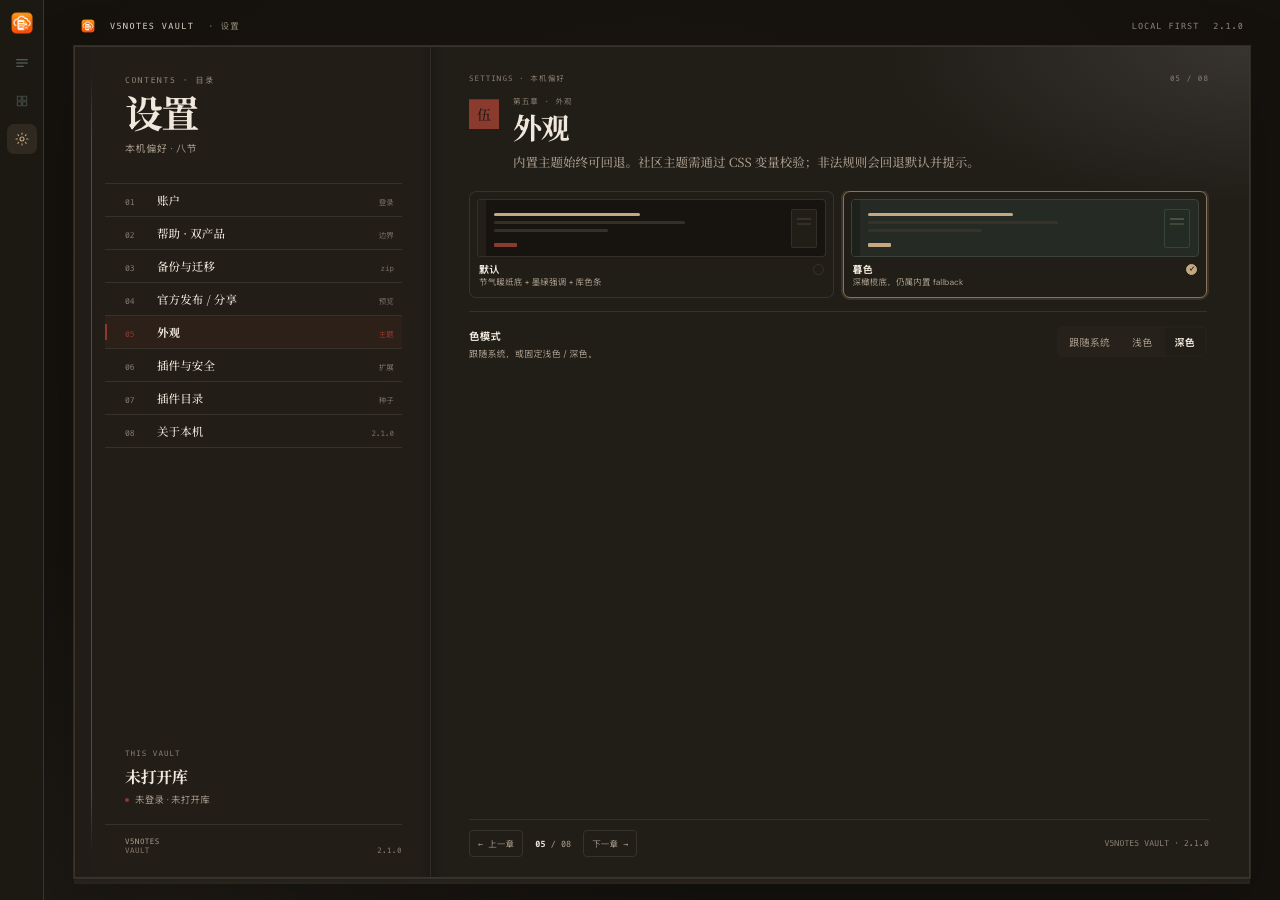 V5NOTES VAULT · 设置
LOCAL FIRST 2.1.0
CONTENTS · 目录
设置
本机偏好 · 八节
01 账户 登录
02 帮助 · 双产品 边界
03 备份与迁移 zip
04 官方发布 / 分享 预览
05 外观 主题
06 插件与安全 扩展
07 插件目录 种子
08 关于本机 2.1.0
THIS VAULT
未打开库
未登录 · 未打开库
V5NOTES
VAULT
2.1.0
SETTINGS · 本机偏好
05 / 08
伍
第五章 · 外观
外观
内置主题始终可回退。社区主题需通过 CSS 变量校验；非法规则会回退默认并提示。
默认
节气暖纸底 + 墨绿强调 + 库色条
暮色
深橄榄底，仍属内置 fallback
色模式
跟随系统，或固定浅色 / 深色。
跟随系统 浅色 深色
← 上一章 05 / 08 下一章 →
V5NOTES VAULT · 2.1.0